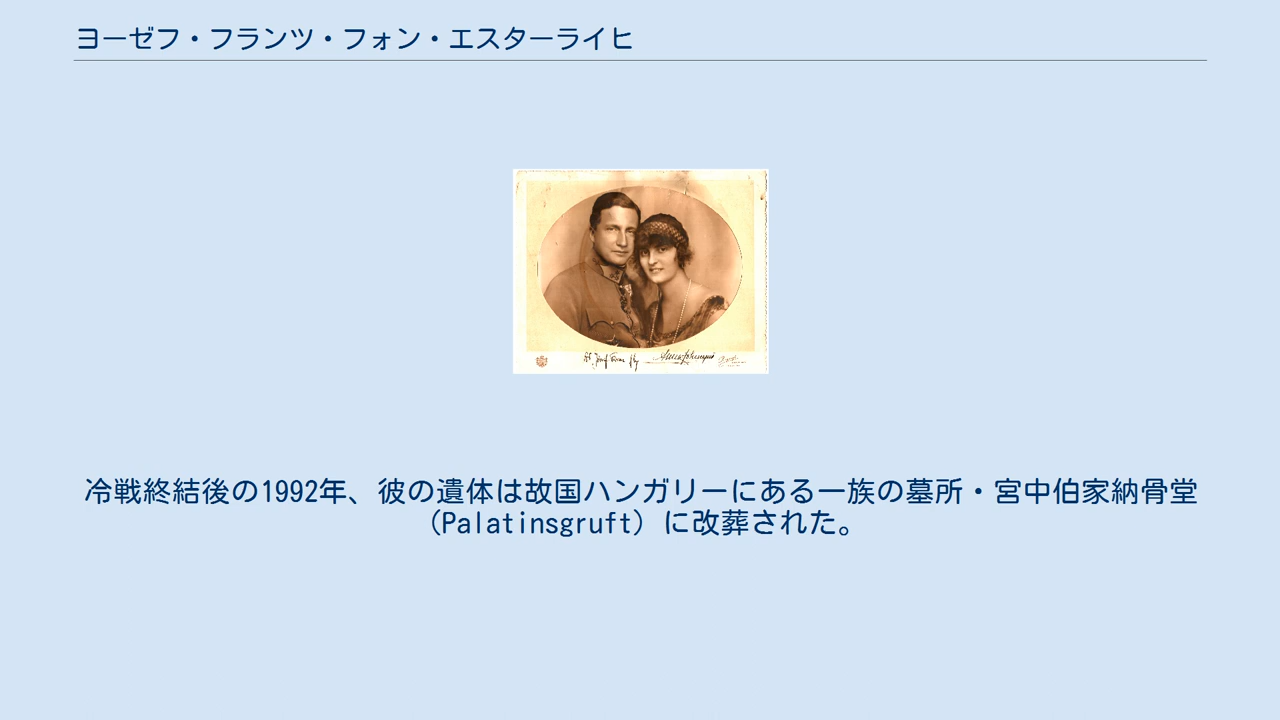 ヨーゼフ・フランツ・フォン・エスターライヒ
冷戦終結後の1992年、彼の遺体は故国ハンガリーにある一族の墓所・宮中伯家納骨堂
（Palatinsgruft）に改葬された。